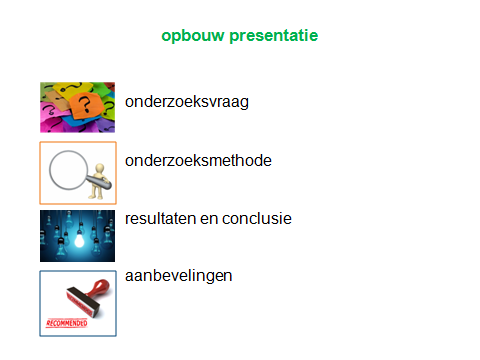 opbouw presentatie
onderzoeksvraag
onderzoeksmethode
resultaten en conclusie
aanbevelingen
RECOMMENDED